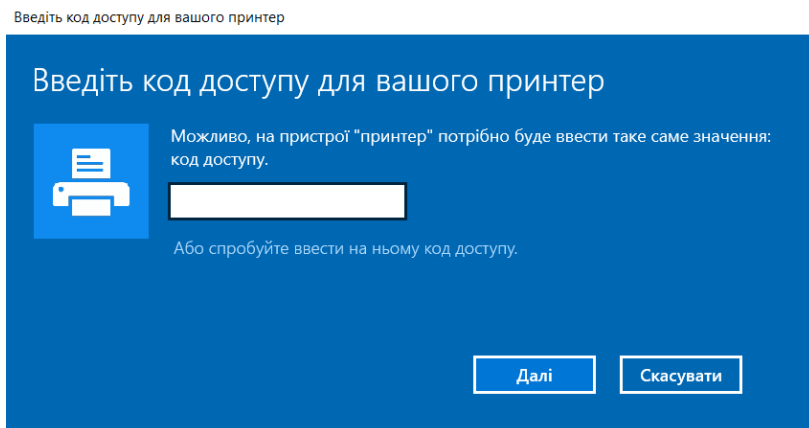 Введіть код доступу для вашого принтер
Введіть код доступу для вашого принтер
Можливо, на пристрої "принтер" потрібно буде ввести таке саме значення:
код доступу.
Або спробуйте ввести на ньому код доступу.
Далі
Скасувати